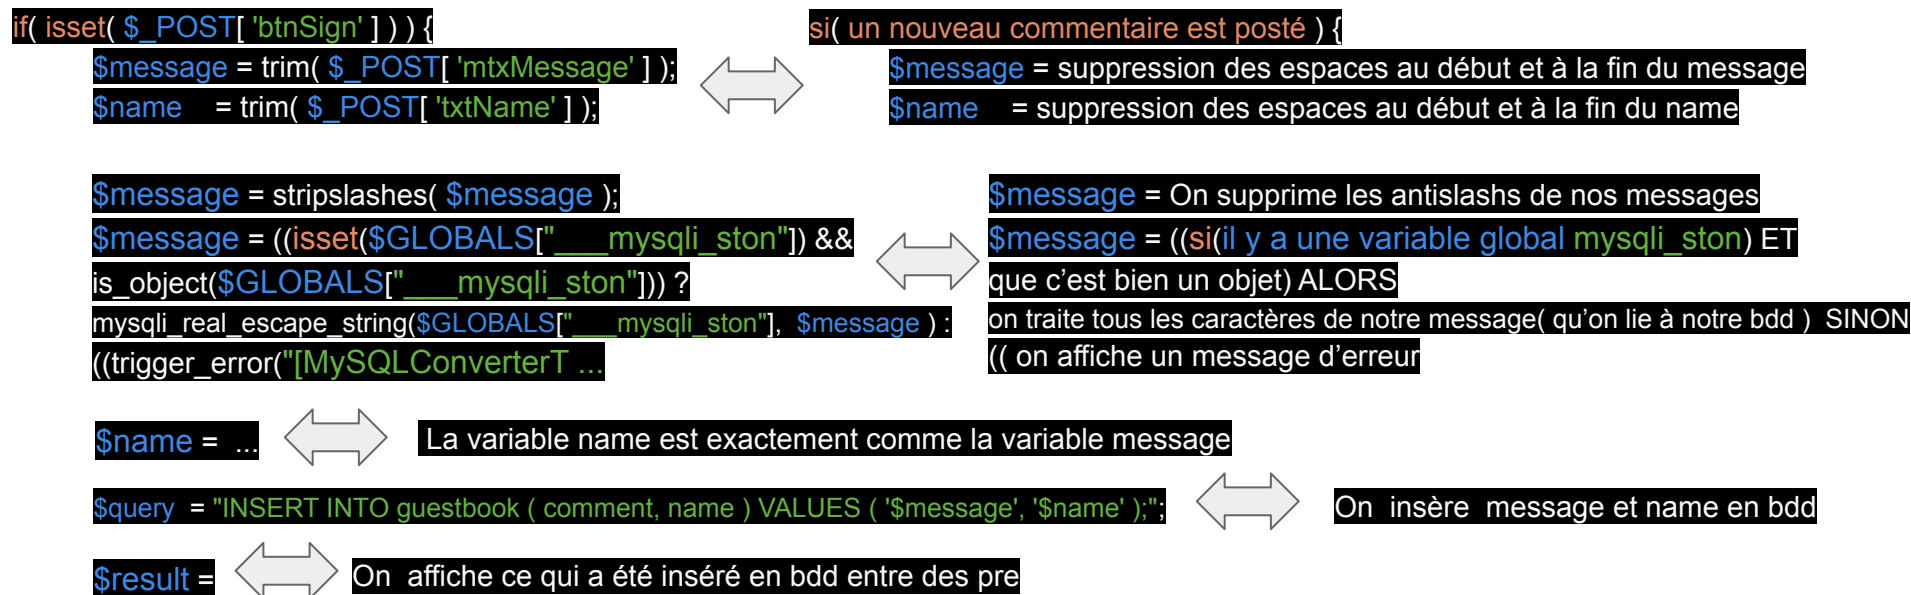 if( isset( $_POST[ 'btnSign' ] ) ) {
$message = trim( $_POST[ 'mtxMessage' ] );
$name = trim( $_POST[ 'txtName' ] );
si( un nouveau commentaire est posté ) {
$message = suppression des espaces au début et à la fin du message
$name = suppression des espaces au début et à la fin du name
$message = stripslashes( $message );
$message = ((isset($GLOBALS["___mysqli_ston"]) &&
is_object($GLOBALS["___mysqli_ston"])) ?
mysqli_real_escape_string($GLOBALS["___mysqli_ston"], $message ) :
((trigger_error("[MySQLConverterT ...
$message = On supprime les antislashs de nos messages
$message = ((si(il y a une variable global mysqli_ston) ET
que c’est bien un objet) ALORS
on traite tous les caractères de notre message( qu’on lie à notre bdd ) SINON
(( on affiche un message d’erreur
$name = ...
La variable name est exactement comme la variable message
$query = "INSERT INTO guestbook ( comment, name ) VALUES ( '$message', '$name' );";
On insère message et name en bdd
$result =
On affiche ce qui a été inséré en bdd entre des pre